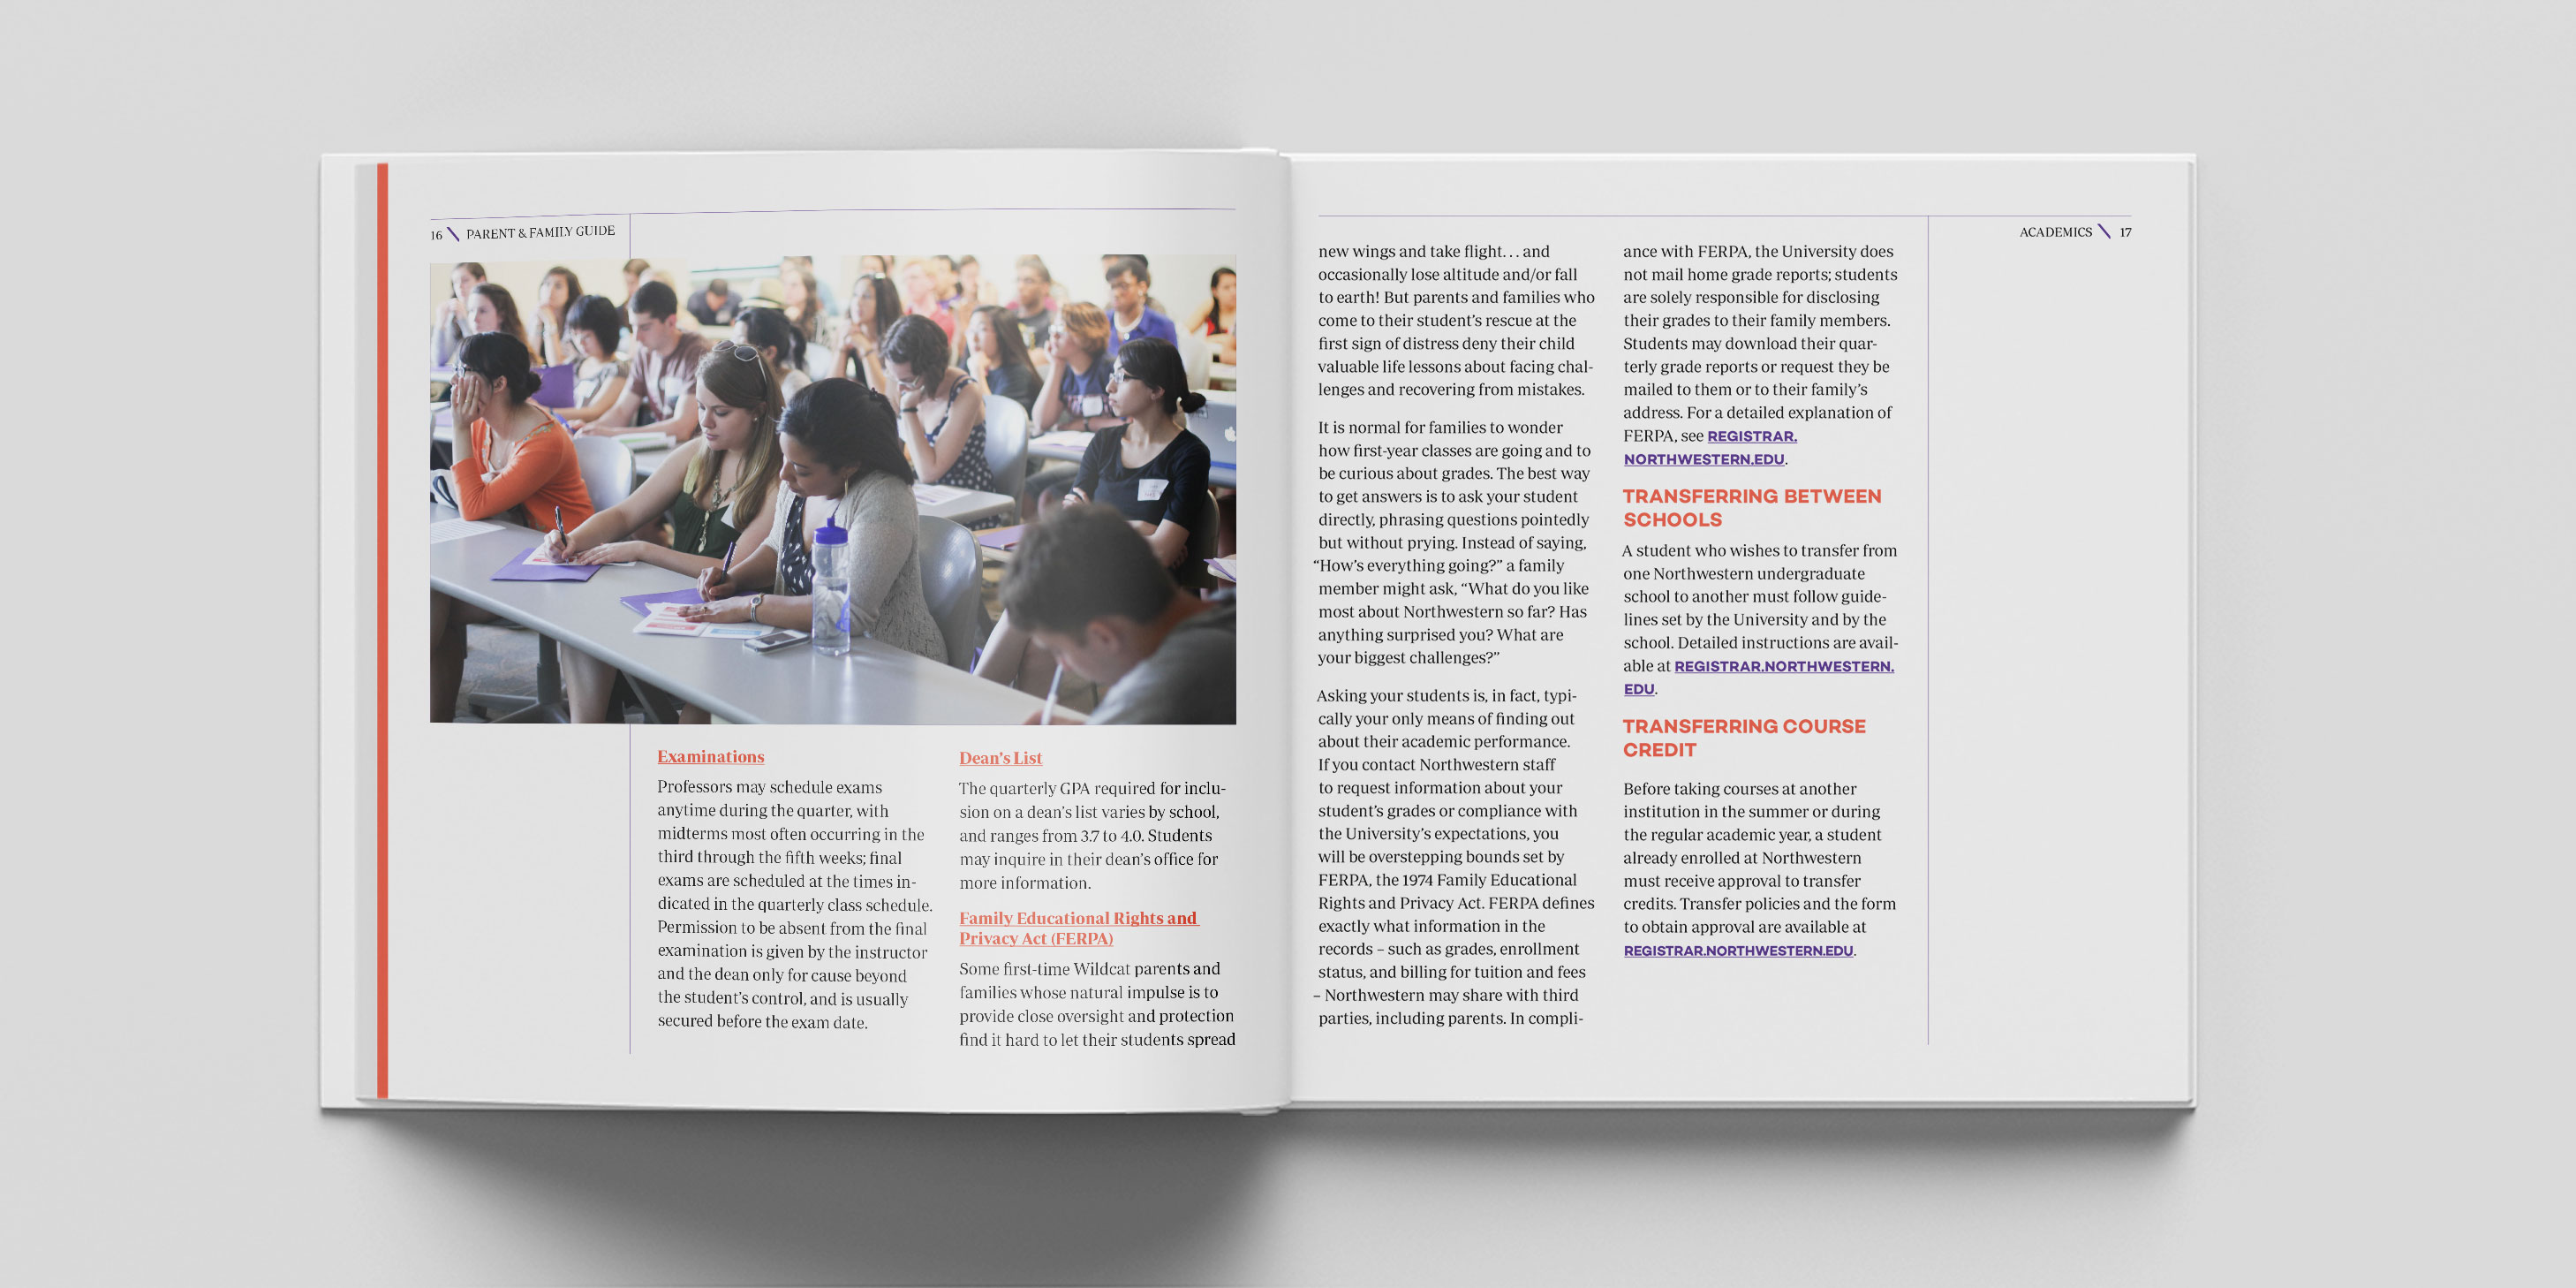 16 \ PARENT & FAMILY GUIDE
Examinations
Professors may schedule exams
anytime during the quarter, with
midterms most often occurring in the
third through the fifth weeks; final
exams are scheduled at the times in-
dicated in the quarterly class schedule.
Permission to be absent from the final
examination is given by the instructor
and the dean only for cause beyond
the student's control, and is usually
secured before the exam date.
Dean's List
The quarterly GPA required for inclu-
sion on a dean's list varies by school,
and ranges from 3.7 to 4.0. Students
may inquire in their dean's office for
more information.
Family Educational Rights and
Privacy Act (FERPA)
Some first-time Wildcat parents and
families whose natural impulse is to
provide close oversight and protection
find it hard to let their students spread
ACADEMICS \ 17
new wings and take flight. . . and
occasionally lose altitude and/or fall
to earth! But parents and families who
come to their student's rescue at the
first sign of distress deny their child
valuable life lessons about facing chal-
lenges and recovering from mistakes.
It is normal for families to wonder
how first-year classes are going and to
be curious about grades. The best way
to get answers is to ask your student
directly, phrasing questions pointedly
but without prying. Instead of saying,
“How's everything going?” a family
member might ask, “What do you like
most about Northwestern so far? Has
anything surprised you? What are
your biggest challenges?”
Asking your students is, in fact, typi-
cally your only means of finding out
about their academic performance.
If you contact Northwestern staff
to request information about your
student's grades or compliance with
the University's expectations, you
will be overstepping bounds set by
FERPA, the 1974 Family Educational
Rights and Privacy Act. FERPA defines
exactly what information in the
records – such as grades, enrollment
status, and billing for tuition and fees
– Northwestern may share with third
parties, including parents. In compli-
ance with FERPA, the University does
not mail home grade reports; students
are solely responsible for disclosing
their grades to their family members.
Students may download their quar-
terly grade reports or request they be
mailed to them or to their family's
address. For a detailed explanation of
FERPA, see REGISTRAR.
NORTHWESTERN.EDU.
TRANSFERRING BETWEEN
SCHOOLS
A student who wishes to transfer from
one Northwestern undergraduate
school to another must follow guide-
lines set by the University and by the
school. Detailed instructions are avail-
able at REGISTRAR.NORTHWESTERN.
EDU.
TRANSFERRING COURSE
CREDIT
Before taking courses at another
institution in the summer or during
the regular academic year, a student
already enrolled at Northwestern
must receive approval to transfer
credits. Transfer policies and the form
to obtain approval are available at
REGISTRAR.NORTHWESTERN.EDU.